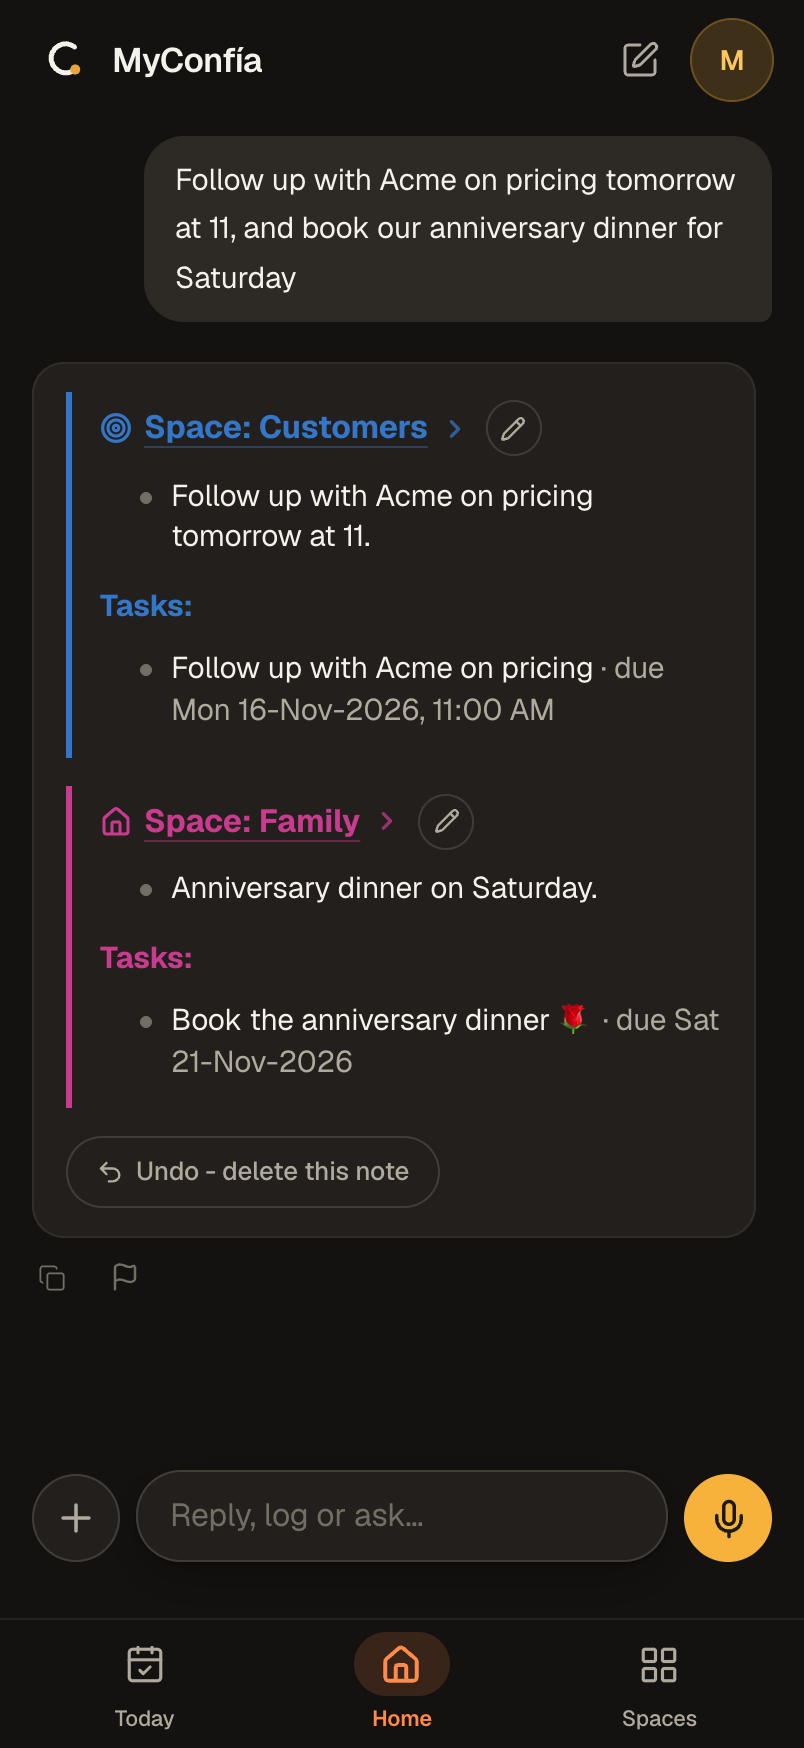 MyConfía
M
Follow up with Acme on pricing tomorrow
at 11, and book our anniversary dinner for
Saturday
Space: Customers
Follow up with Acme on pricing
tomorrow at 11.
Tasks:
Follow up with Acme on pricing · due
Mon 16-Nov-2026, 11:00 AM
Space: Family
Anniversary dinner on Saturday.
Tasks:
Book the anniversary dinner 🌹 · due Sat
21-Nov-2026
Undo - delete this note
Reply, log or ask...
Today
Home
Spaces